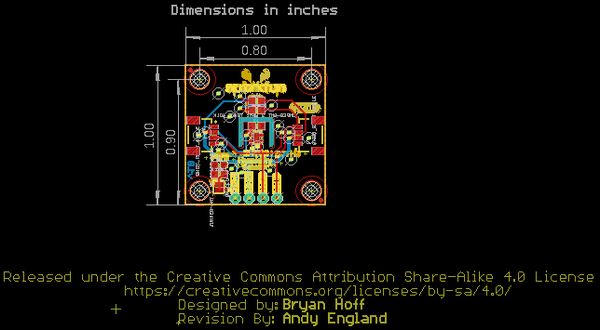 Dimensions in inches
1.00
0.80
1.00
0.90
Released under the Creative Commons Attribution Share-Alike 4.0 License
https://creativecommons.org/licenses/by-sa/4.0/
Designed by: Bryan Hoff
Revision By: Andy England